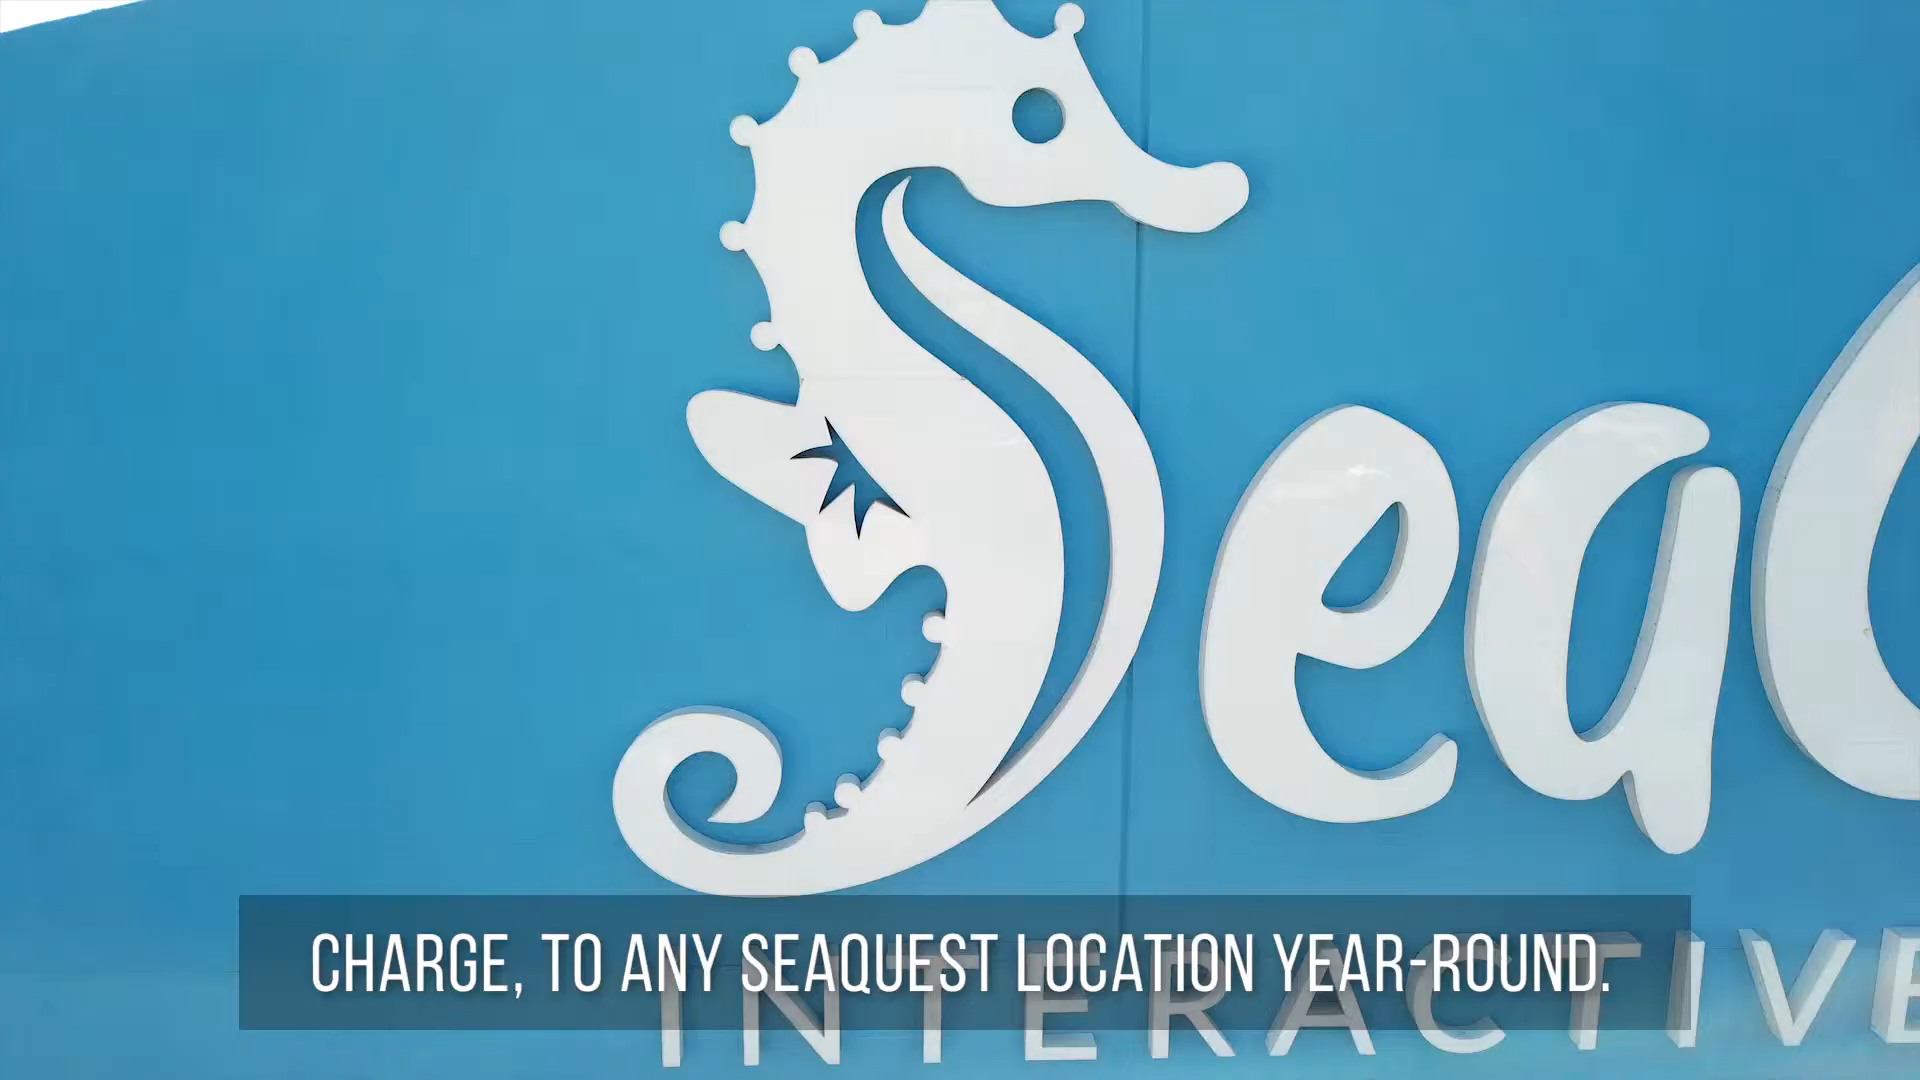 Sea
INTERACTIVE
CHARGE, TO ANY SEAQUEST LOCATION YEAR-ROUND.